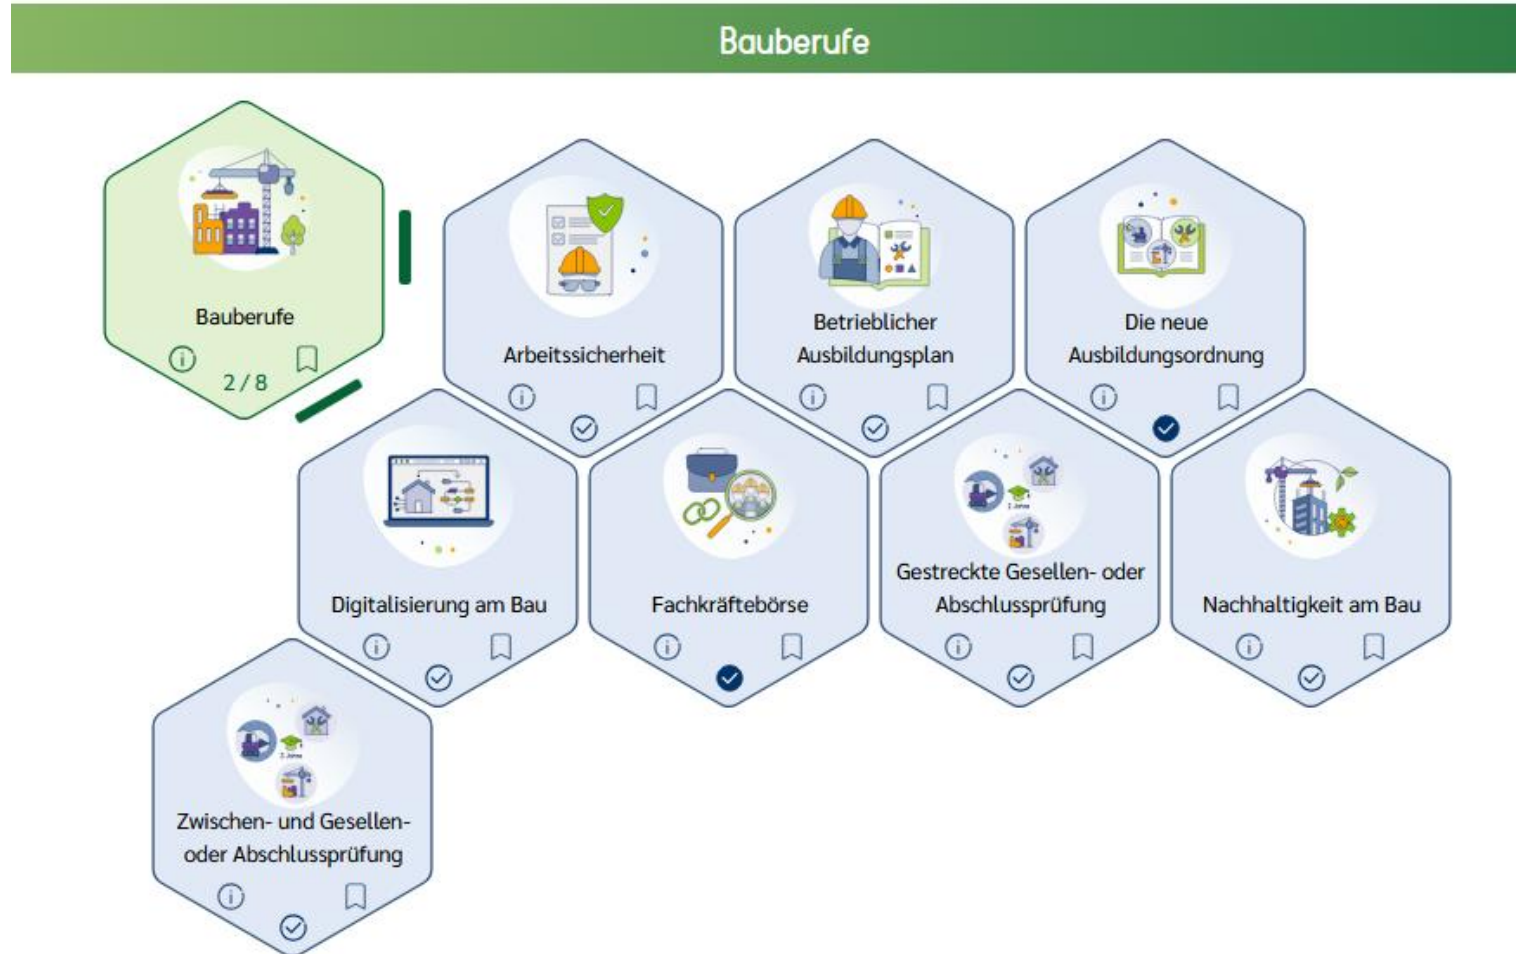 Bauberufe
Bauberufe
2 / 8
Arbeitssicherheit
Betrieblicher
Ausbildungsplan
Die neue
Ausbildungsordnung
Digitalisierung am Bau
Fachkräftebörse
Gestreckte Gesellen- oder
Abschlussprüfung
Nachhaltigkeit am Bau
Zwischen- und Gesellen-
oder Abschlussprüfung